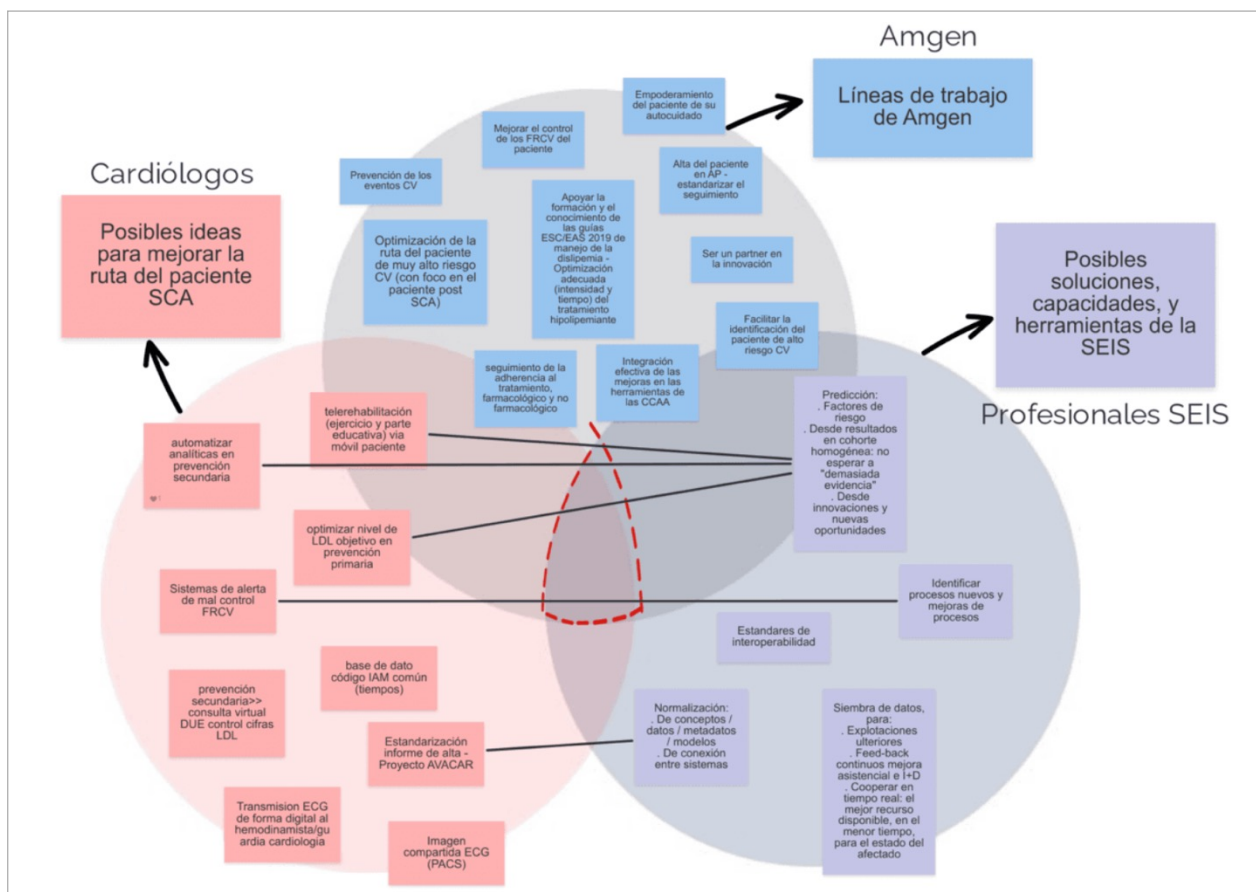 Amgen
Líneas de trabajo
de Amgen
Empoderamiento
del paciente de su
autocuidado
Mejorar el control
de los FRCV del
paciente
Alta del paciente
en AP -
estandarizar el
seguimiento
Prevención de los
eventos CV
Cardiólogos
Posibles ideas
para mejorar la
ruta del paciente
SCA
Apoyar la
formación y el
conocimiento de
las guías
ESC/EAS 2019 de
manejo de la
dislipemia -
Optimización
adecuada
(intensidad y
tiempo) del
tratamiento
hipolipemiante
Optimización de la
ruta del paciente
de muy alto riesgo
CV (con foco en el
paciente post
SCA)
Ser un partner
en la innovación
Posibles
soluciones,
capacidades, y
herramientas de la
SEIS
Profesionales SEIS
Facilitar la
identificación del
paciente de alto
riesgo CV
seguimiento de la
adherencia al
tratamiento,
farmacológico y no
farmacológico
Integración
efectiva de las
mejoras en las
herramientas de
las CCAA
Predicción:
. Factores de
riesgo
. Desde resultados
en cohorte
homogénea: no
esperar a
"demasiada
evidencia"
. Desde
innovaciones y
nuevas
oportunidades
telerehabilitación
(ejercicio y parte
educativa) via
móvil paciente
automatizar
analíticas en
prevención
secundaria
optimizar nivel de
LDL objetivo en
prevención
primaria
Sistemas de alerta
de mal control
FRCV
Identificar
procesos nuevos y
mejoras de
procesos
Estandares de
interoperabilidad
base de dato
código IAM común
(tiempos)
prevención
secundaria>>
consulta virtual
DUE control cifras
LDL
Estandarización
informe de alta -
Proyecto AVACAR
Normalización:
. De conceptos /
datos / metadatos
/ modelos
. De conexión
entre sistemas
Siembra de datos,
para:
. Explotaciones
ulteriores
. Feed-back
continuos mejora
asistencial e I+D
. Cooperar en
tiempo real: el
mejor recurso
disponible, en el
menor tiempo,
para el estado del
afectado
Transmision ECG
de forma digital al
hemodinamista/gu
ardia cardiologia
Imagen
compartida ECG
(PACS)